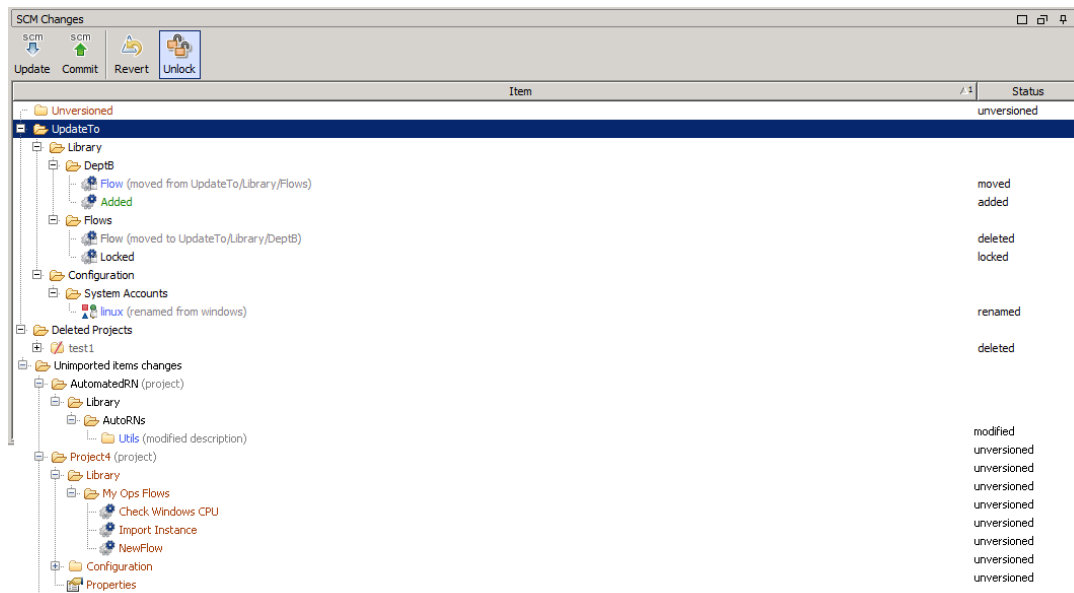 SCM Changes
scm scm
Update Commit Revert Unlock
Item 1 Status
Unversioned unversioned
UpdateTo
Library
DeptB
Flow (moved from UpdateTo/Library/Flows) moved
Added added
Flows
Flow (moved to UpdateTo/Library/DeptB) deleted
Locked locked
Configuration
System Accounts
linux (renamed from windows) renamed
Deleted Projects
test1 deleted
Unimported items changes
AutomatedRN (project)
Library
AutoRNs
Utils (modified description) modified
Project4 (project) unversioned
Library unversioned
My Ops Flows unversioned
Check Windows CPU unversioned
Import Instance unversioned
NewFlow unversioned
Configuration unversioned
Properties unversioned